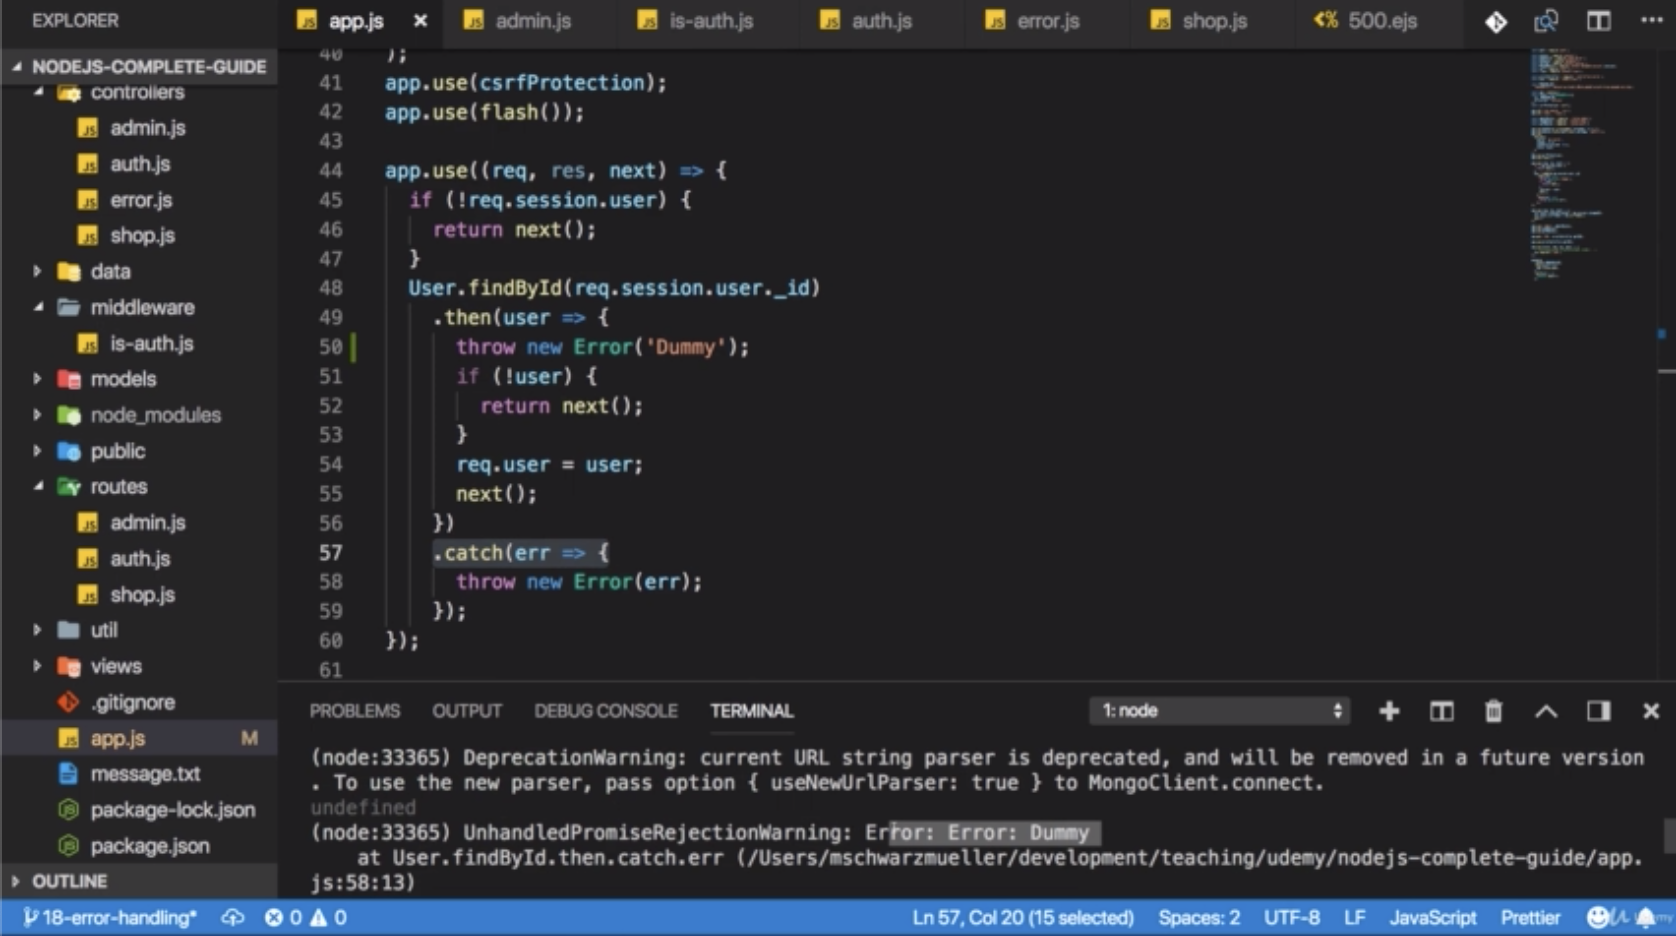 EXPLORER
NODEJS-COMPLETE-GUIDE
controllers
admin.js
auth.js
error.js
shop.js
data
middleware
is-auth.js
models
node_modules
public
routes
admin.js
auth.js
shop.js
util
views
.gitignore
app.js M
message.txt
package-lock.json
package.json
OUTLINE
app.js admin.js is-auth.js auth.js error.js shop.js 500.ejs
40 );
41 app.use(csrfProtection);
42 app.use(flash());
43
44 app.use((req, res, next) => {
45 if (!req.session.user) {
46 return next();
47 }
48 User.findById(req.session.user._id)
49 .then(user => {
50 throw new Error('Dummy');
51 if (!user) {
52 return next();
53 }
54 req.user = user;
55 next();
56 })
57 .catch(err => {
58 throw new Error(err);
59 });
60 });
61
PROBLEMS OUTPUT DEBUG CONSOLE TERMINAL 1: node
(node:33365) DeprecationWarning: current URL string parser is deprecated, and will be removed in a future version
. To use the new parser, pass option { useNewUrlParser: true } to MongoClient.connect.
undefined
(node:33365) UnhandledPromiseRejectionWarning: Error: Error: Dummy
at User.findById.then.catch.err (/Users/mschwarzmueller/development/teaching/udemy/nodejs-complete-guide/app.
js:58:13)
18-error-handling* 0 0 Ln 57, Col 20 (15 selected) Spaces: 2 UTF-8 LF JavaScript Prettier